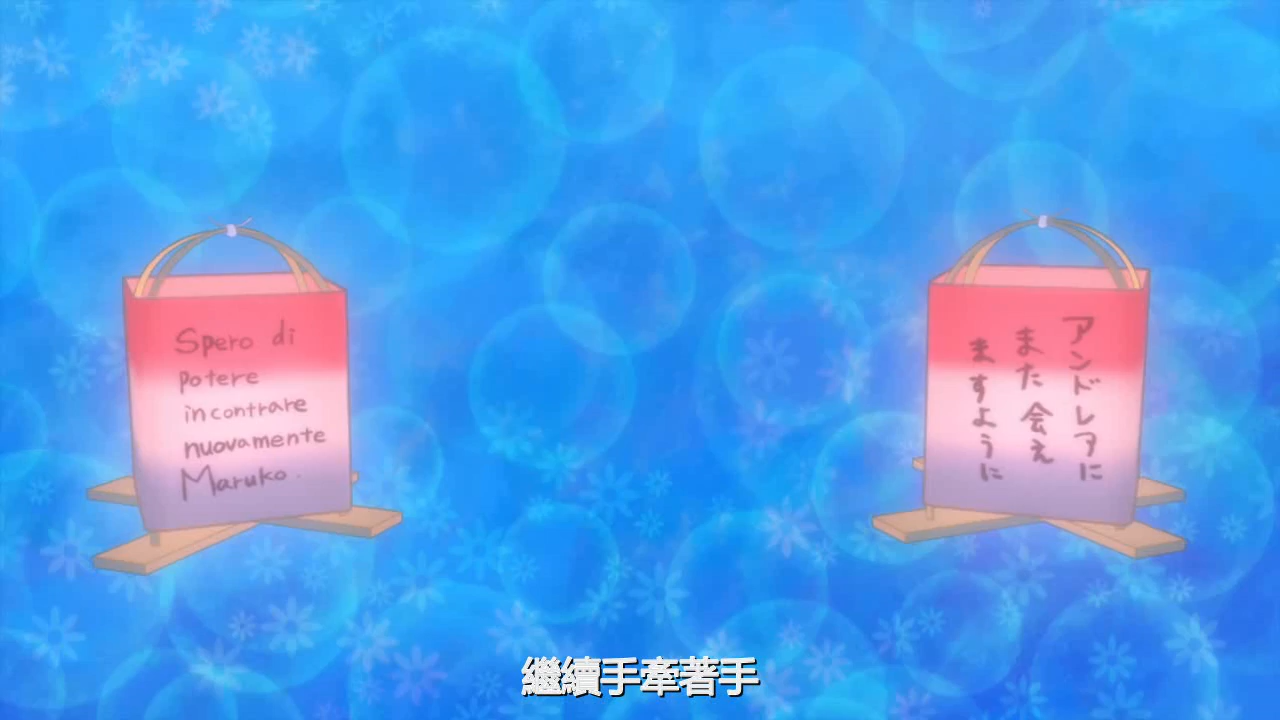 Spero di
potere
incontrare
nuovamente
Maruko.
アンドレアに
また会え
ますように
繼續手牽著手